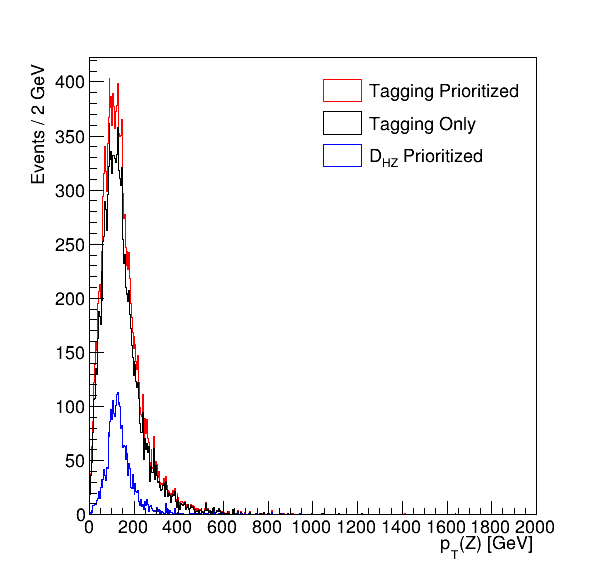 Events / 2 GeV
400
350
300
250
200
150
100
50
0
Tagging Prioritized
Tagging Only
D_HZ Prioritized
0 200 400 600 800 1000 1200 1400 1600 1800 2000
p_T(Z) [GeV]